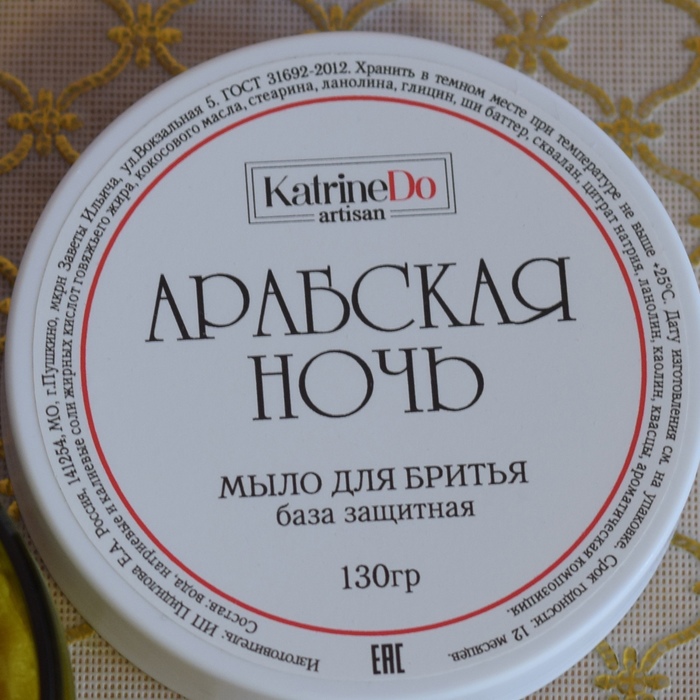 KatrineDo
artisan
АРАБСКАЯ
НОЧЬ
МЫЛО ДЛЯ БРИТЬЯ
база защитная
130гр
Изготовитель: ИП Цидилова Е.А. Россия, 141254, МО, г.Пушкино, мкрн Заветы Ильича, ул.Вокзальная 5. ГОСТ 31692-2012. Хранить в темном месте при температуре не выше +25°С. Дату изготовления см. на упаковке. Срок годности: 12 месяцев.
Состав: вода, натриевые и калиевые соли жирных кислот говяжьего жира, кокосового масла, стеарина, ланолина, глицин, ши баттер, сквалан, цитрат натрия, ланолин, каолин, квасцы, ароматическая композиция.
ЕАС